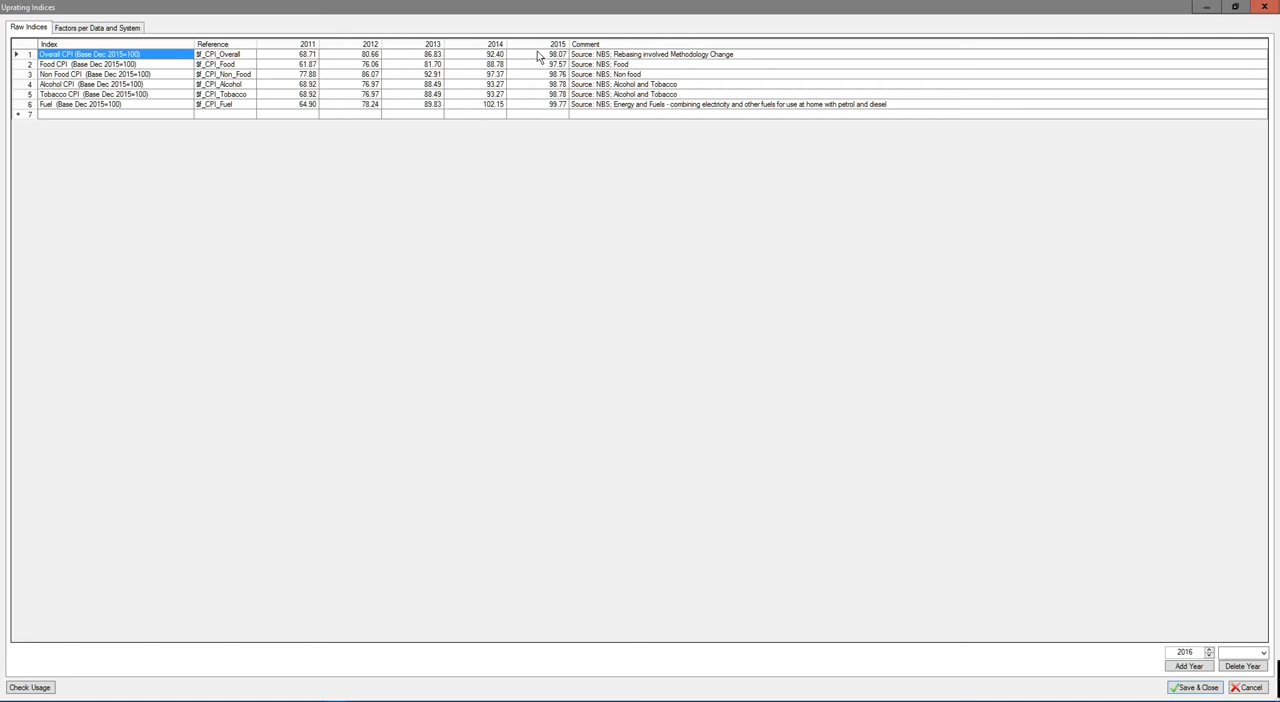 Uprating Indices
Raw Indices Factors per Data and System
Index Reference 2011 2012 2013 2014 2015 Comment
1 Overall CPI (Base Dec 2015=100) $f_CPI_Overall 68.71 80.66 86.83 92.40 98.07 Source: NBS; Rebasing involved Methodology Change
2 Food CPI (Base Dec 2015=100) $f_CPI_Food 61.87 76.06 81.70 88.78 97.57 Source: NBS; Food
3 Non Food CPI (Base Dec 2015=100) $f_CPI_Non_Food 77.88 86.07 92.91 97.37 98.76 Source: NBS; Non food
4 Alcohol CPI (Base Dec 2015=100) $f_CPI_Alcohol 68.92 76.97 88.49 93.27 98.78 Source: NBS; Alcohol and Tobacco
5 Tobacco CPI (Base Dec 2015=100) $f_CPI_Tobacco 68.92 76.97 88.49 93.27 98.78 Source: NBS; Alcohol and Tobacco
6 Fuel (Base Dec 2015=100) $f_CPI_Fuel 64.90 78.24 89.83 102.15 99.77 Source: NBS; Energy and Fuels - combining electricity and other fuels for use at home with petrol and diesel
* 7
2016
Add Year Delete Year
Check Usage Save & Close Cancel